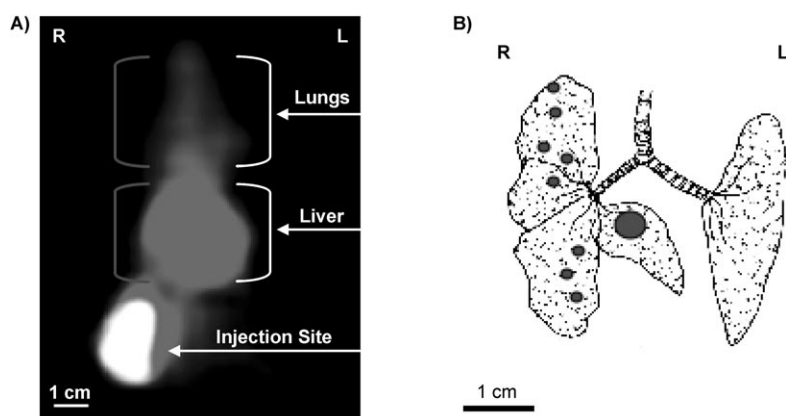 A)
R L
Lungs
Liver
Injection Site
1 cm
B)
R L
1 cm